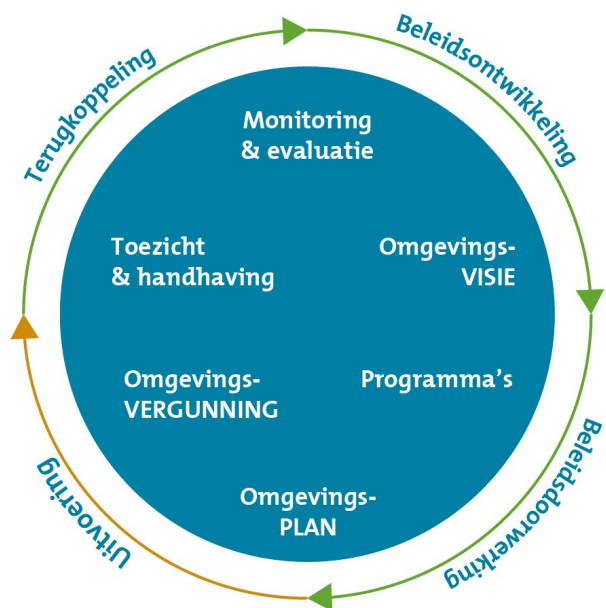 Terugkoppeling
Beleidsontwikkeling
Monitoring
& evaluatie
Toezicht
& handhaving
Omgevings-
VISIE
Omgevings-
VERGUNNING
Programma's
Omgevings-
PLAN
Uitvoering
Beleidsdoorwerking